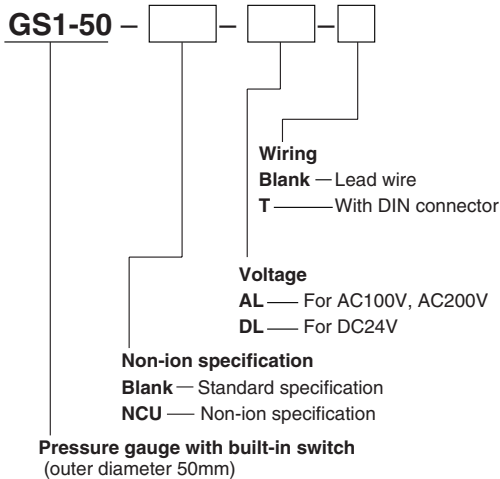 GS1-50 – – –
Wiring
Blank — Lead wire
T — With DIN connector
Voltage
AL — For AC100V, AC200V
DL — For DC24V
Non-ion specification
Blank — Standard specification
NCU — Non-ion specification
Pressure gauge with built-in switch
(outer diameter 50mm)